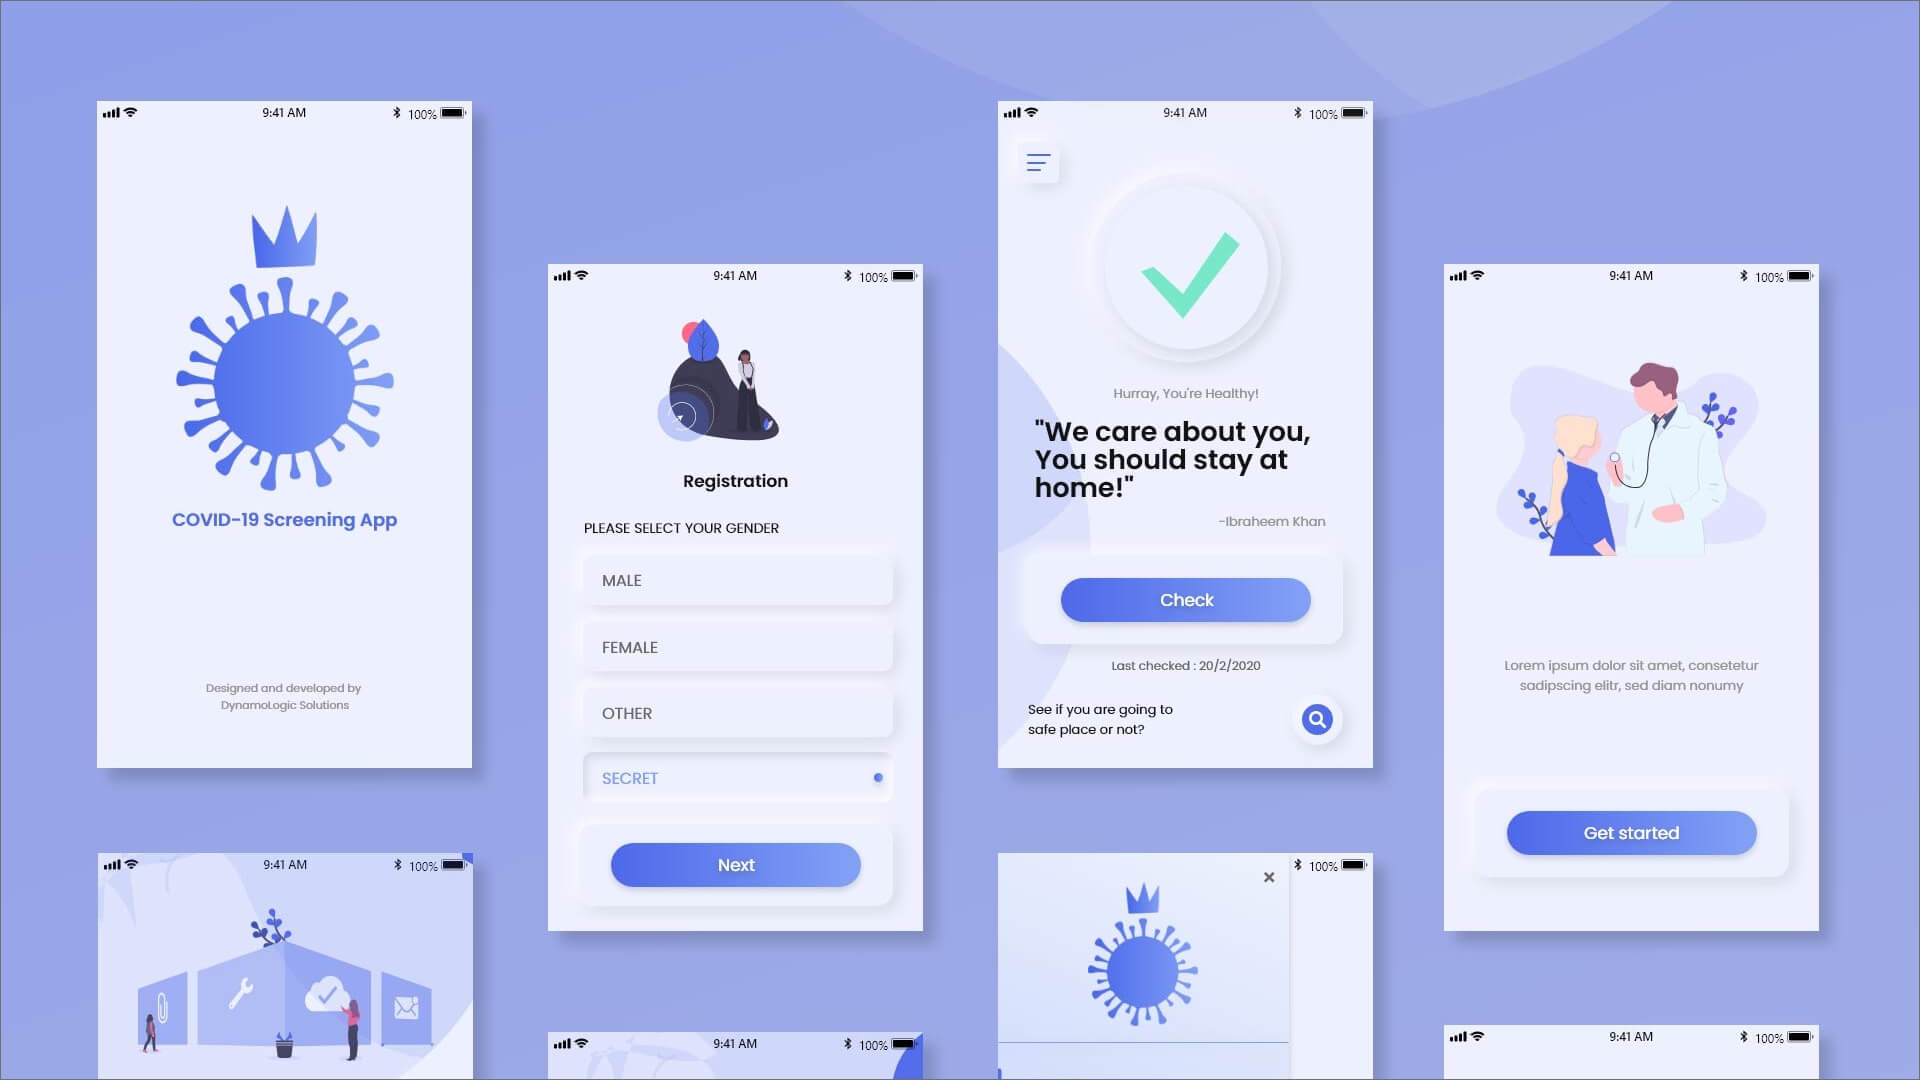 9:41 AM
100%
COVID-19 Screening App
Designed and developed by
DynamoLogic Solutions
9:41 AM
100%
Registration
PLEASE SELECT YOUR GENDER
MALE
FEMALE
OTHER
SECRET
Next
9:41 AM
100%
Hurray, You're Healthy!
"We care about you,
You should stay at
home!"
-Ibraheem Khan
Check
Last checked : 20/2/2020
See if you are going to
safe place or not?
9:41 AM
100%
Lorem ipsum dolor sit amet, consetetur
sadipscing elitr, sed diam nonumy
Get started
9:41 AM
100%
9:41 AM
100%
100%
9:41 AM
100%